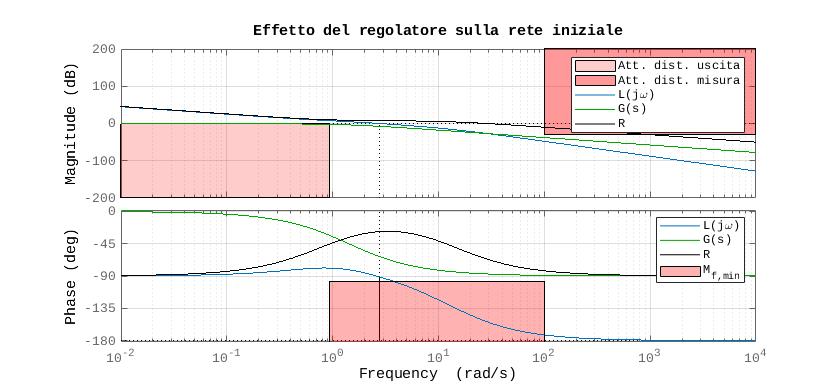 Effetto del regolatore sulla rete iniziale
Magnitude (dB)
200
100
0
-100
-200
Att. dist. uscita
Att. dist. misura
L(jω)
G(s)
R
Phase (deg)
0
-45
-90
-135
-180
L(jω)
G(s)
R
M_f,min
10^-2 10^-1 10^0 10^1 10^2 10^3 10^4
Frequency (rad/s)